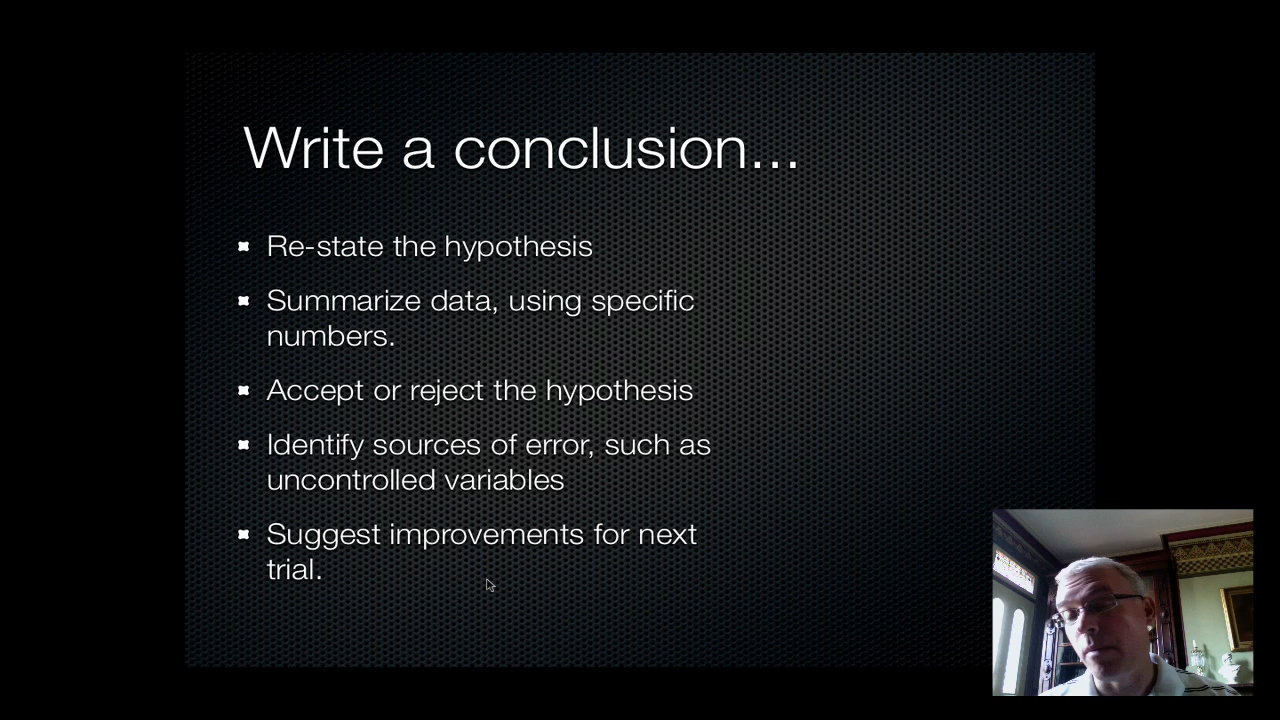 Write a conclusion...
Re-state the hypothesis
Summarize data, using specific
numbers.
Accept or reject the hypothesis
Identify sources of error, such as
uncontrolled variables
Suggest improvements for next
trial.